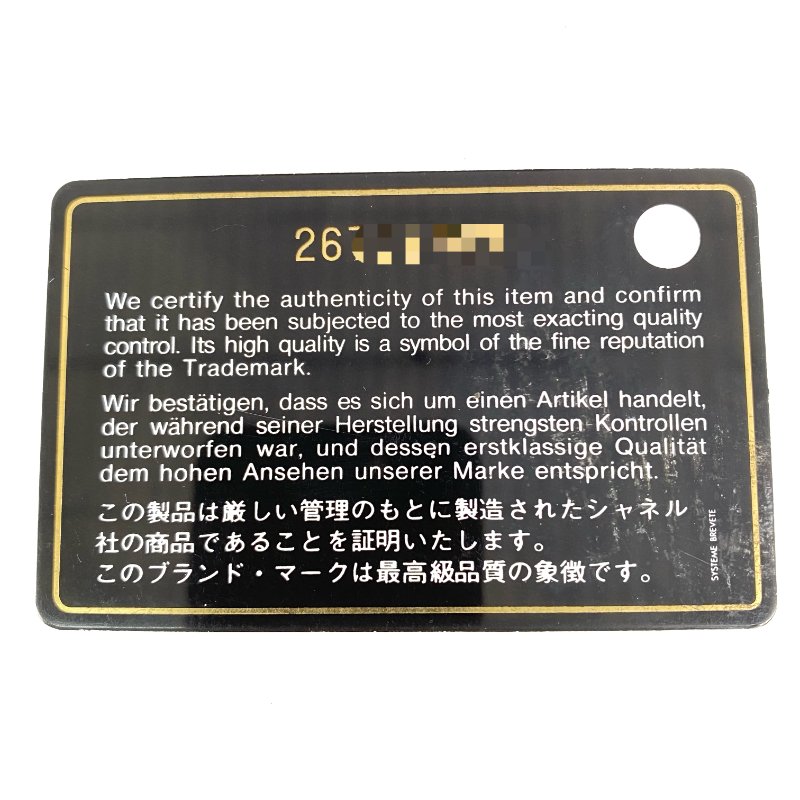 26
We certify the authenticity of this item and confirm
that it has been subjected to the most exacting quality
control. Its high quality is a symbol of the fine reputation
of the Trademark.
Wir bestätigen, dass es sich um einen Artikel handelt,
der während seiner Herstellung strengsten Kontrollen
unterworfen war, und dessen erstklassige Qualität
dem hohen Ansehen unserer Marke entspricht.
この製品は厳しい管理のもとに製造されたシャネル
社の商品であることを証明いたします。
このブランド・マークは最高級品質の象徴です。
SYSTEME BREVETE